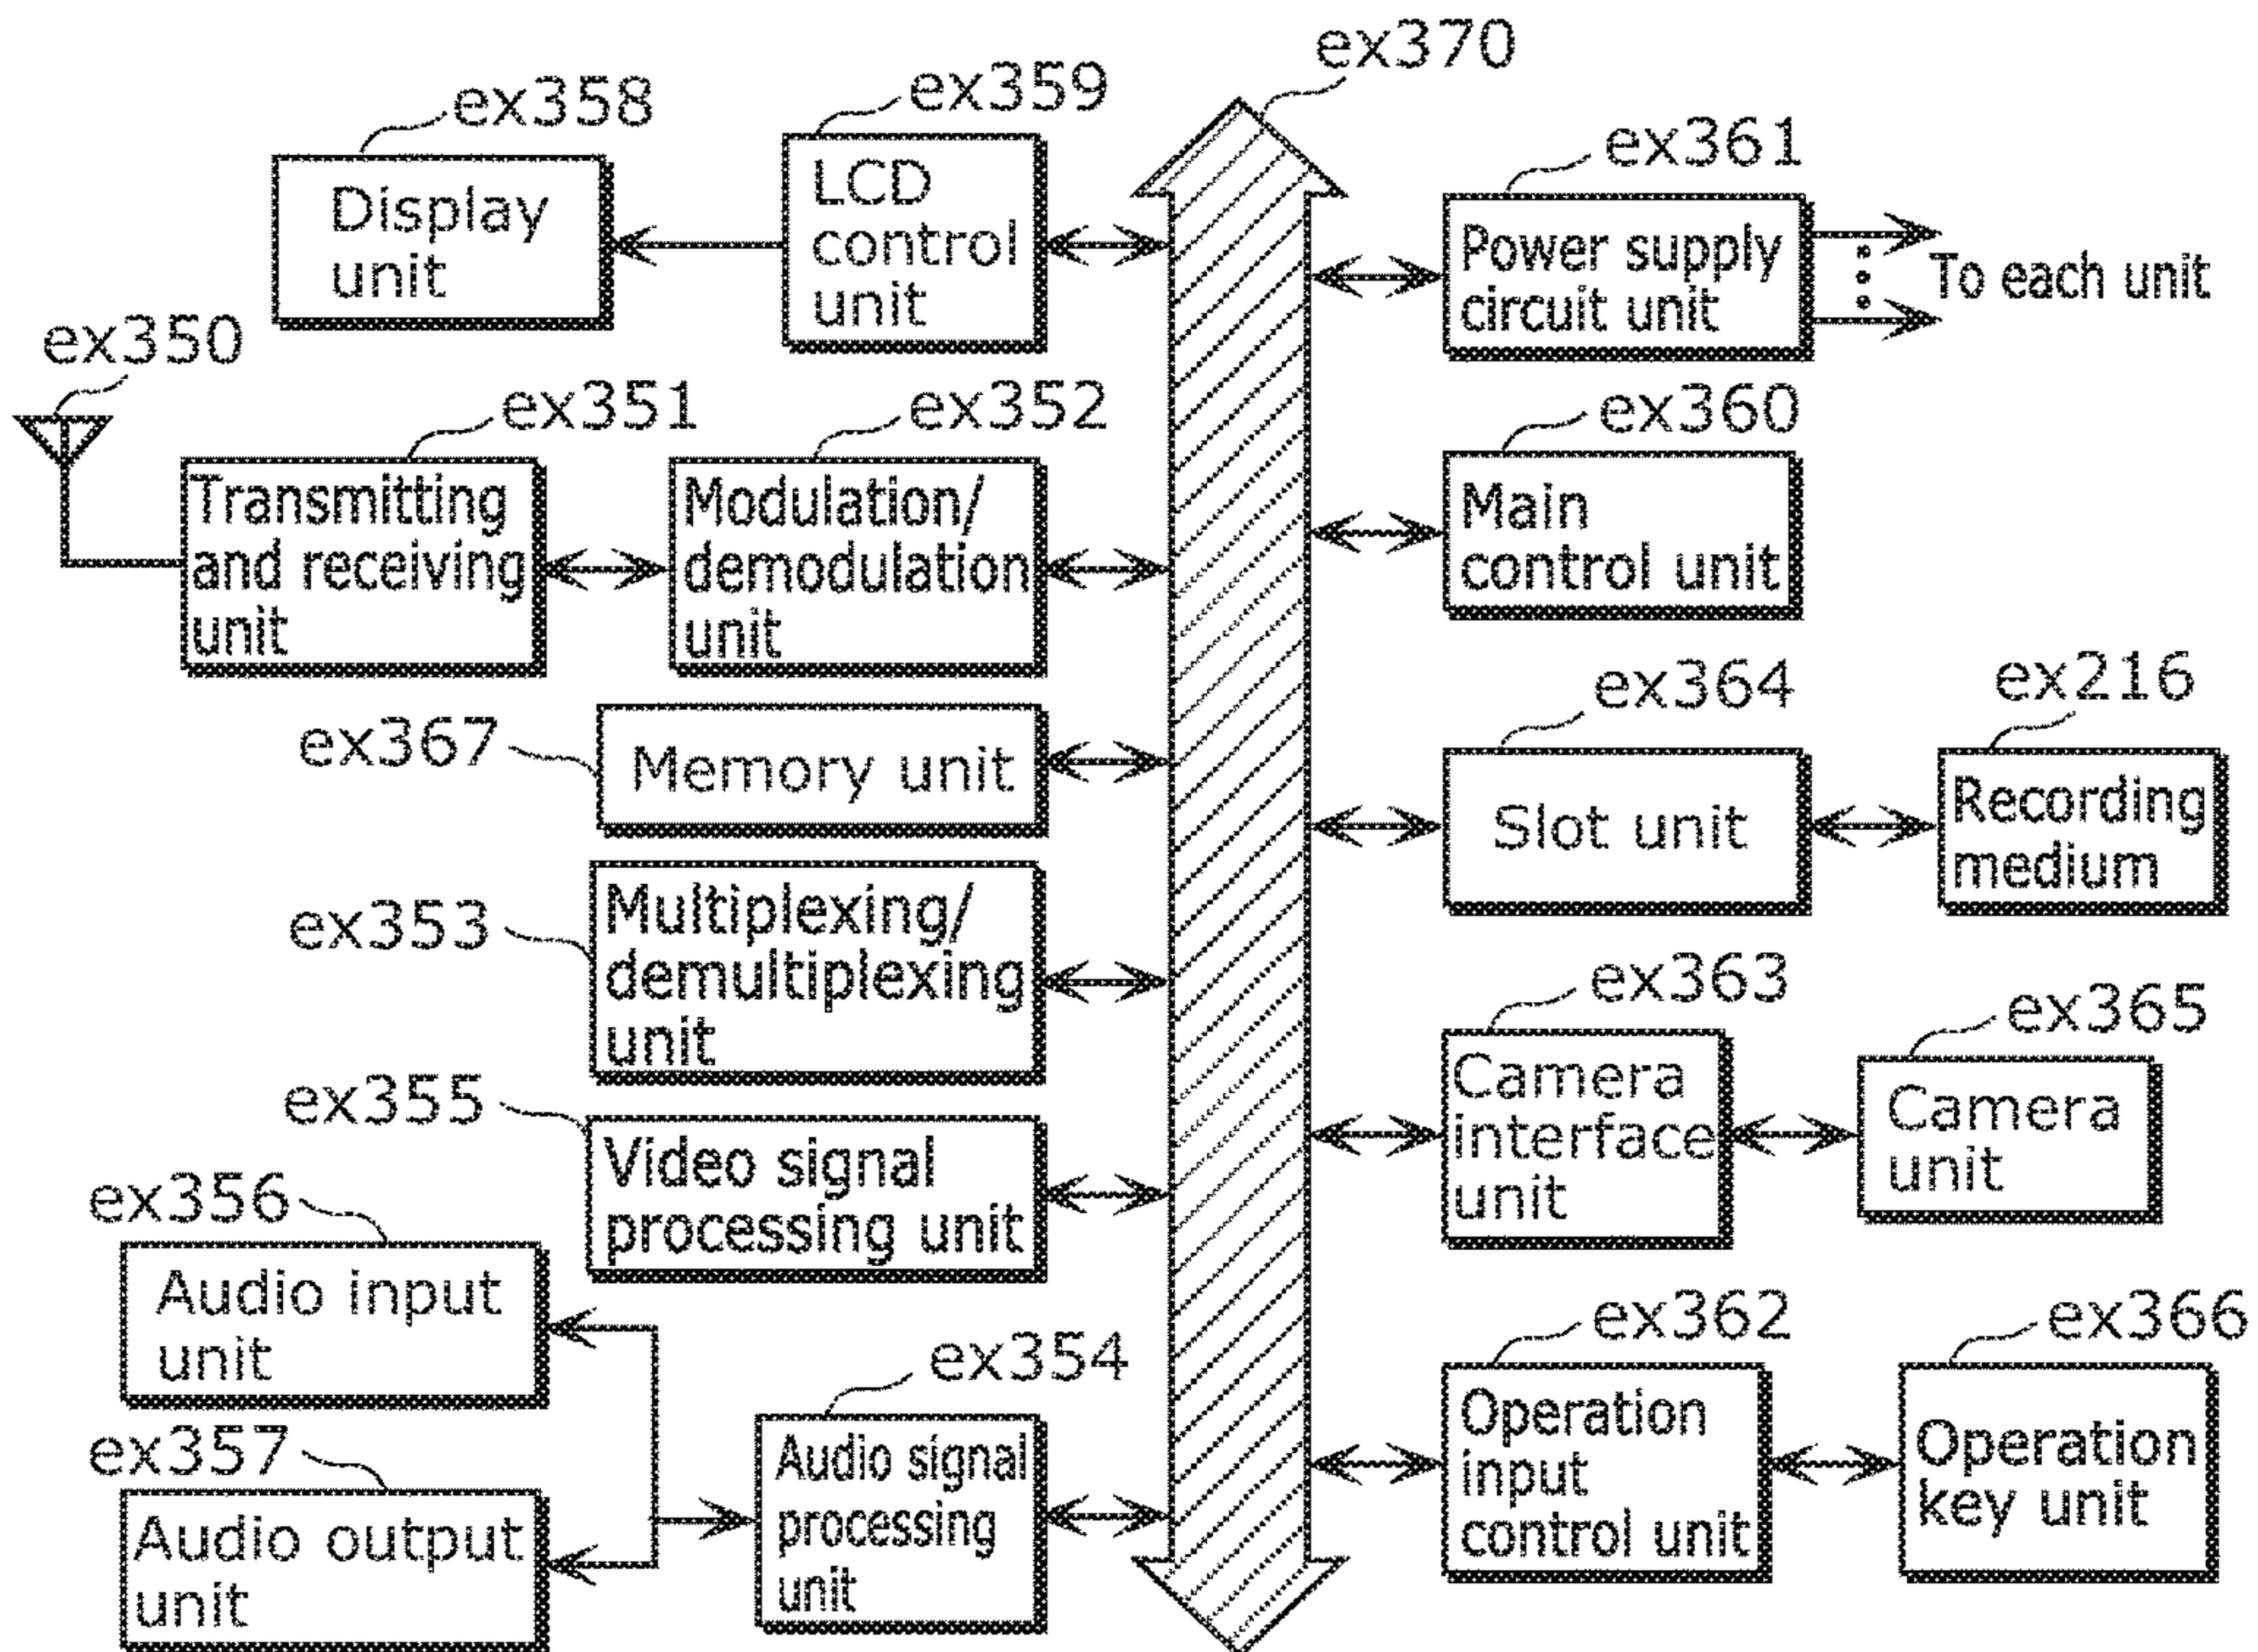 ex370
ex358
ex359
ex361
Display
unit
LCD
control
unit
Power supply
circuit unit
To each unit
ex350
ex351
ex352
ex360
Transmitting
and receiving
unit
Modulation/
demodulation
unit
Main
control unit
ex367
Memory unit
ex364
ex216
Slot unit
Recording
medium
ex353
Multiplexing/
demultiplexing
unit
ex363
ex365
Camera
interface
unit
Camera
unit
ex355
Video signal
processing unit
ex356
Audio input
unit
ex354
ex362
ex366
Audio signal
processing
unit
Operation
input
control unit
Operation
key unit
ex357
Audio output
unit